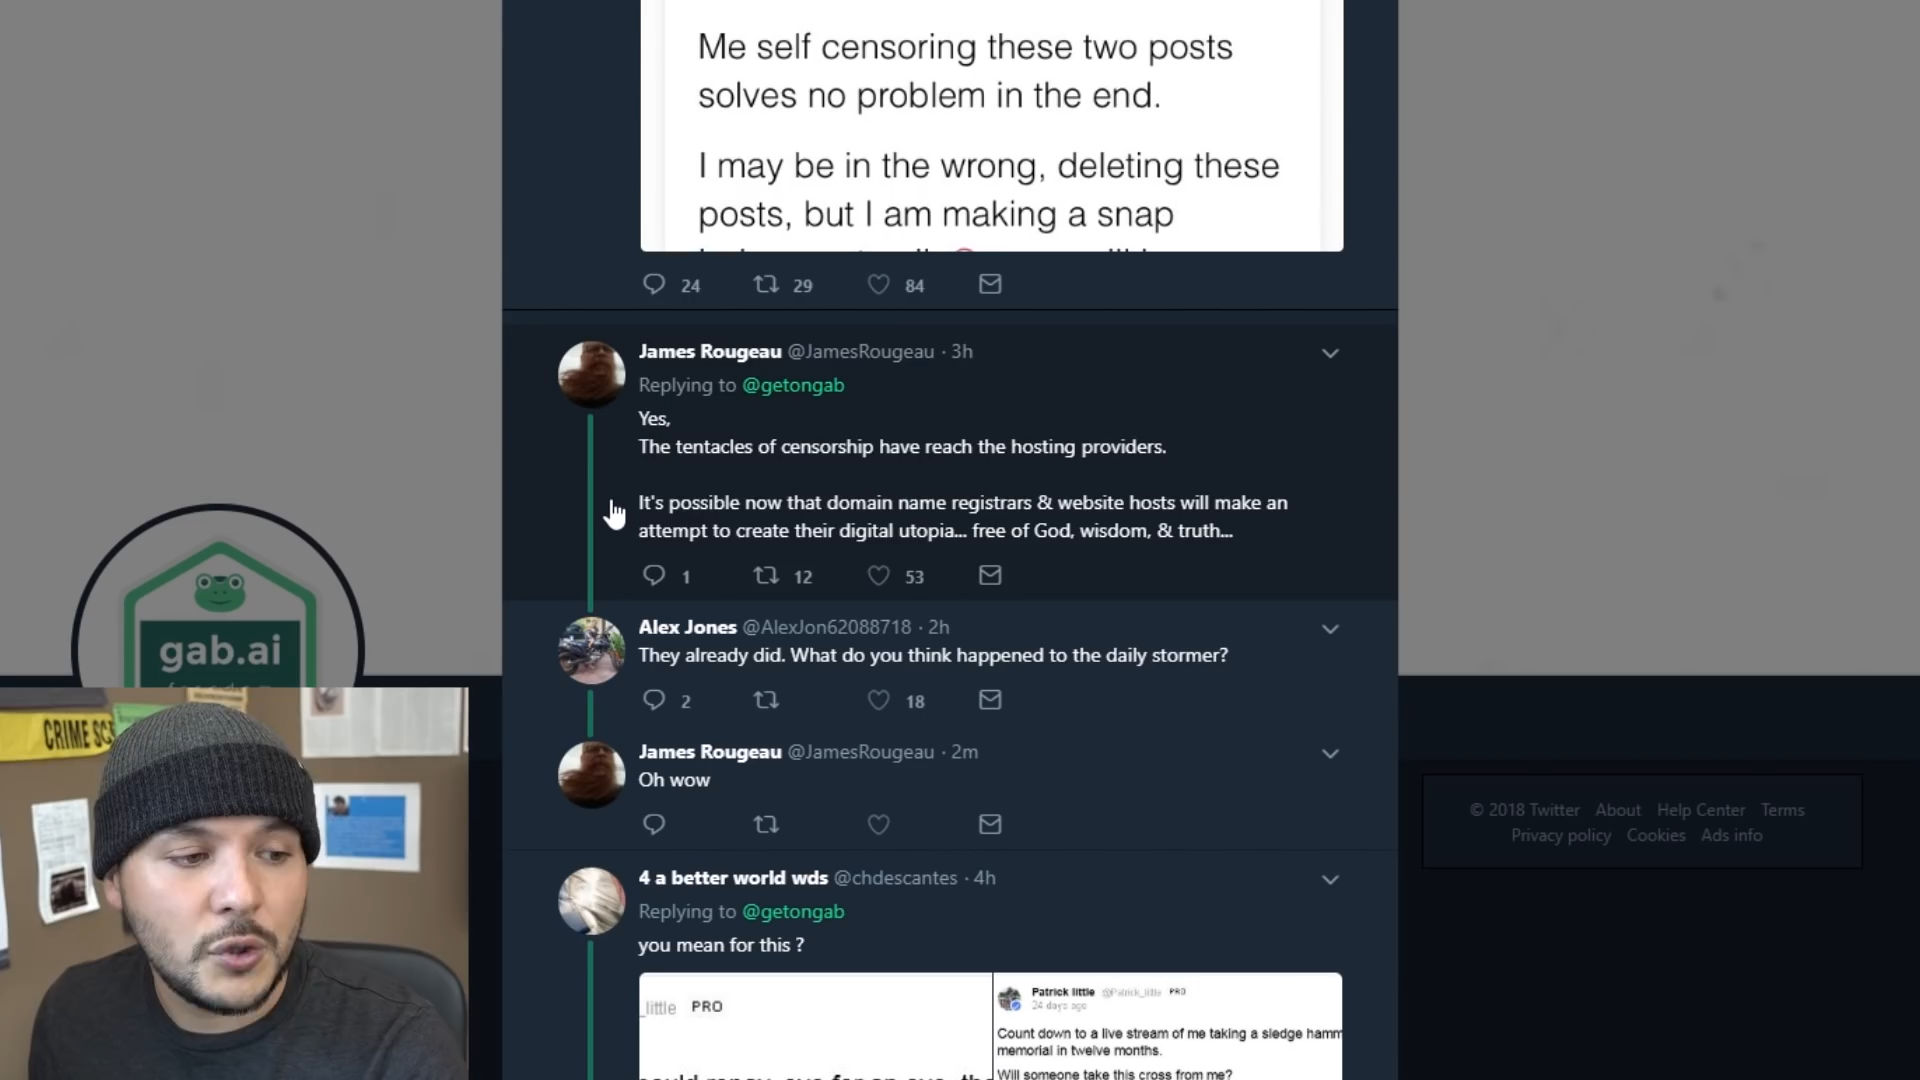 Me self censoring these two posts
solves no problem in the end.
I may be in the wrong, deleting these
posts, but I am making a snap
24 29 84
James Rougeau @JamesRougeau · 3h
Replying to @getongab
Yes,
The tentacles of censorship have reach the hosting providers.
It's possible now that domain name registrars & website hosts will make an
attempt to create their digital utopia... free of God, wisdom, & truth...
1 12 53
Alex Jones @AlexJon62088718 · 2h
They already did. What do you think happened to the daily stormer?
2 18
James Rougeau @JamesRougeau · 2m
Oh wow
4 a better world wds @chdescantes · 4h
Replying to @getongab
you mean for this ?
_little PRO
Patrick little @Patrick_little PRO
24 days ago
Count down to a live stream of me taking a sledge hamm
memorial in twelve months.
Will someone take this cross from me?
gab.ai
CRIME SC
© 2018 Twitter About Help Center Terms
Privacy policy Cookies Ads info